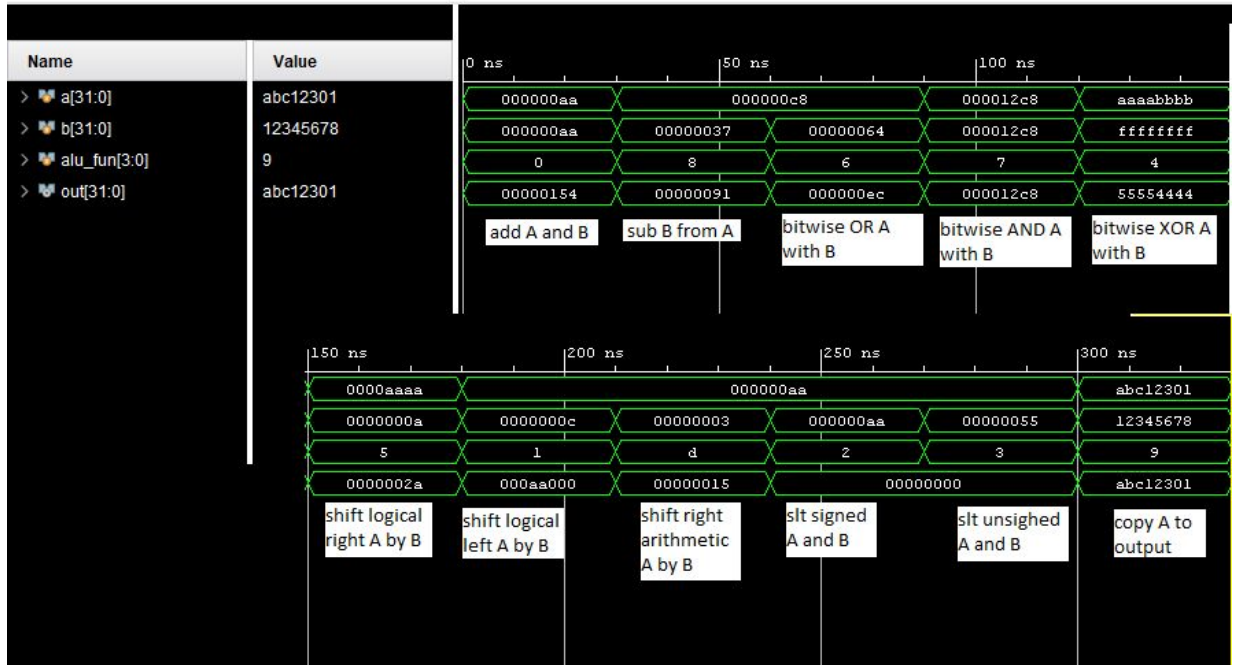 Name Value
0 ns 50 ns 100 ns
a[31:0] abc12301 000000aa 000000c8 000012c8 aaaabbbb
b[31:0] 12345678 000000aa 00000037 00000064 000012c8 ffffffff
alu_fun[3:0] 9 0 8 6 7 4
out[31:0] abc12301 00000154 00000091 000000ec 000012c8 55554444
add A and B
sub B from A
bitwise OR A
with B
bitwise AND A
with B
bitwise XOR A
with B
150 ns 200 ns 250 ns 300 ns
0000aaaa 000000aa abc12301
0000000a 0000000c 00000003 000000aa 00000055 12345678
5 1 d 2 3 9
0000002a 000aa000 00000015 00000000 abc12301
shift logical
right A by B
shift logical
left A by B
shift right
arithmetic
A by B
slt signed
A and B
slt unsighed
A and B
copy A to
output